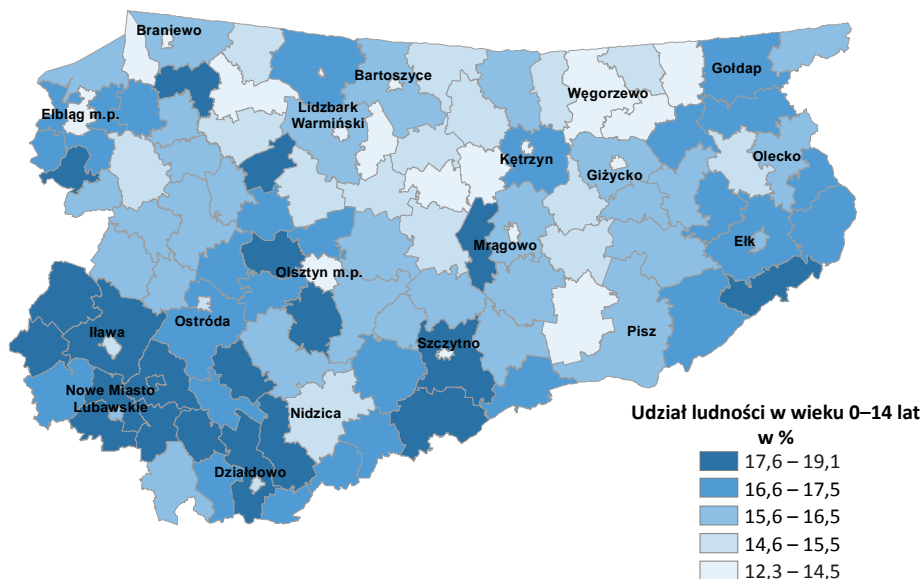 Braniewo
Gołdap
Bartoszyce
Węgorzewo
Elbląg m.p.
Lidzbark
Warmiński
Kętrzyn
Olecko
Giżycko
Mrągowo
Ełk
Olsztyn m.p.
Ostróda
Iława
Szczytno
Pisz
Nowe Miasto
Lubawskie
Nidzica
Działdowo
Udział ludności w wieku 0–14 lat
w %
17,6 – 19,1
16,6 – 17,5
15,6 – 16,5
14,6 – 15,5
12,3 – 14,5